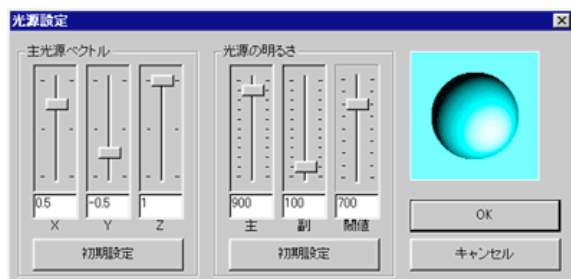 光源設定
主光源ベクトル
0.5 -0.5 1
X Y Z
初期設定
光源の明るさ
900 100 700
主 副 閾値
初期設定
OK
キャンセル